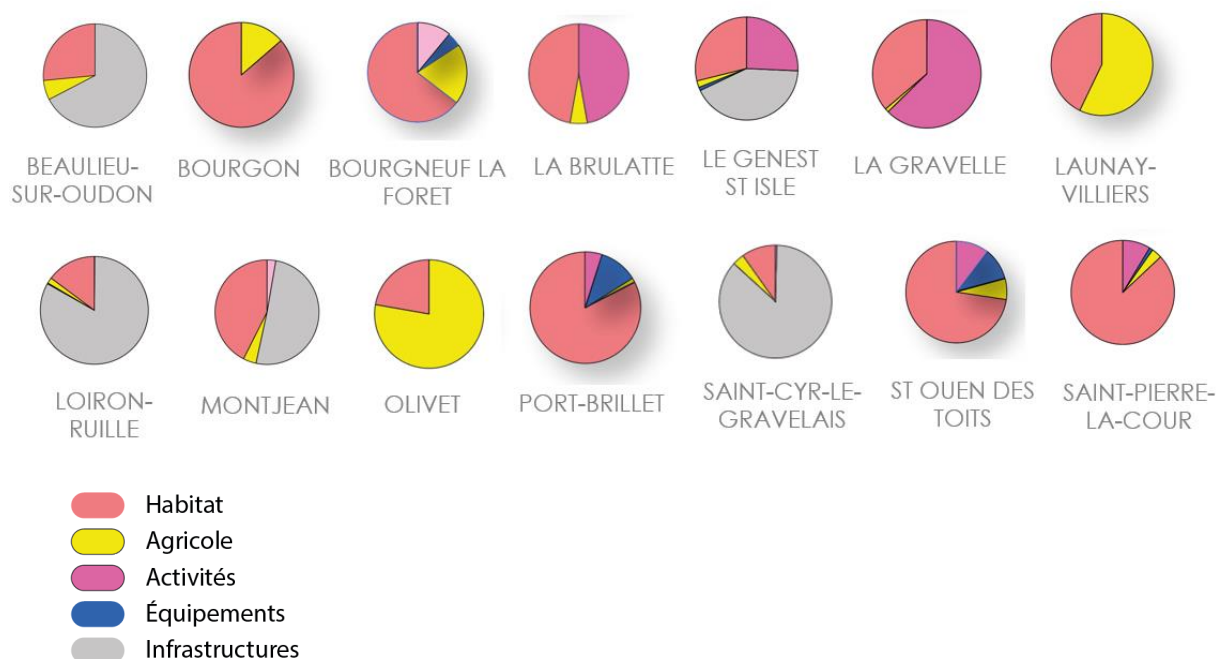 BEAULIEU-
SUR-OUDON
BOURGON
BOURGNEUF LA
FORET
LA BRULATTE
LE GENEST
ST ISLE
LA GRAVELLE
LAUNAY-
VILLIERS
LOIRON-
RUILLE
MONTJEAN
OLIVET
PORT-BRILLET
SAINT-CYR-LE-
GRAVELAIS
ST OUEN DES
TOITS
SAINT-PIERRE-
LA-COUR
Habitat
Agricole
Activités
Équipements
Infrastructures